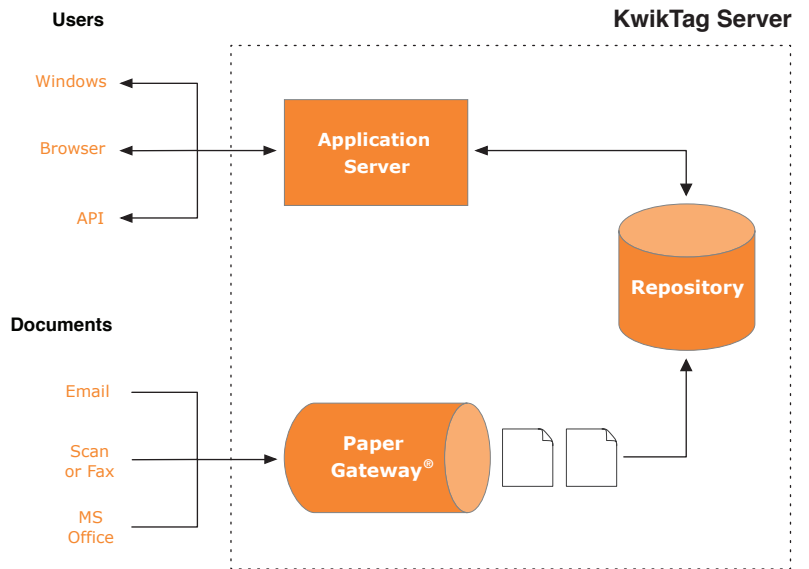 Users
KwikTag Server
Windows
Browser
API
Application
Server
Repository
Documents
Email
Scan
or Fax
MS
Office
Paper
Gateway®